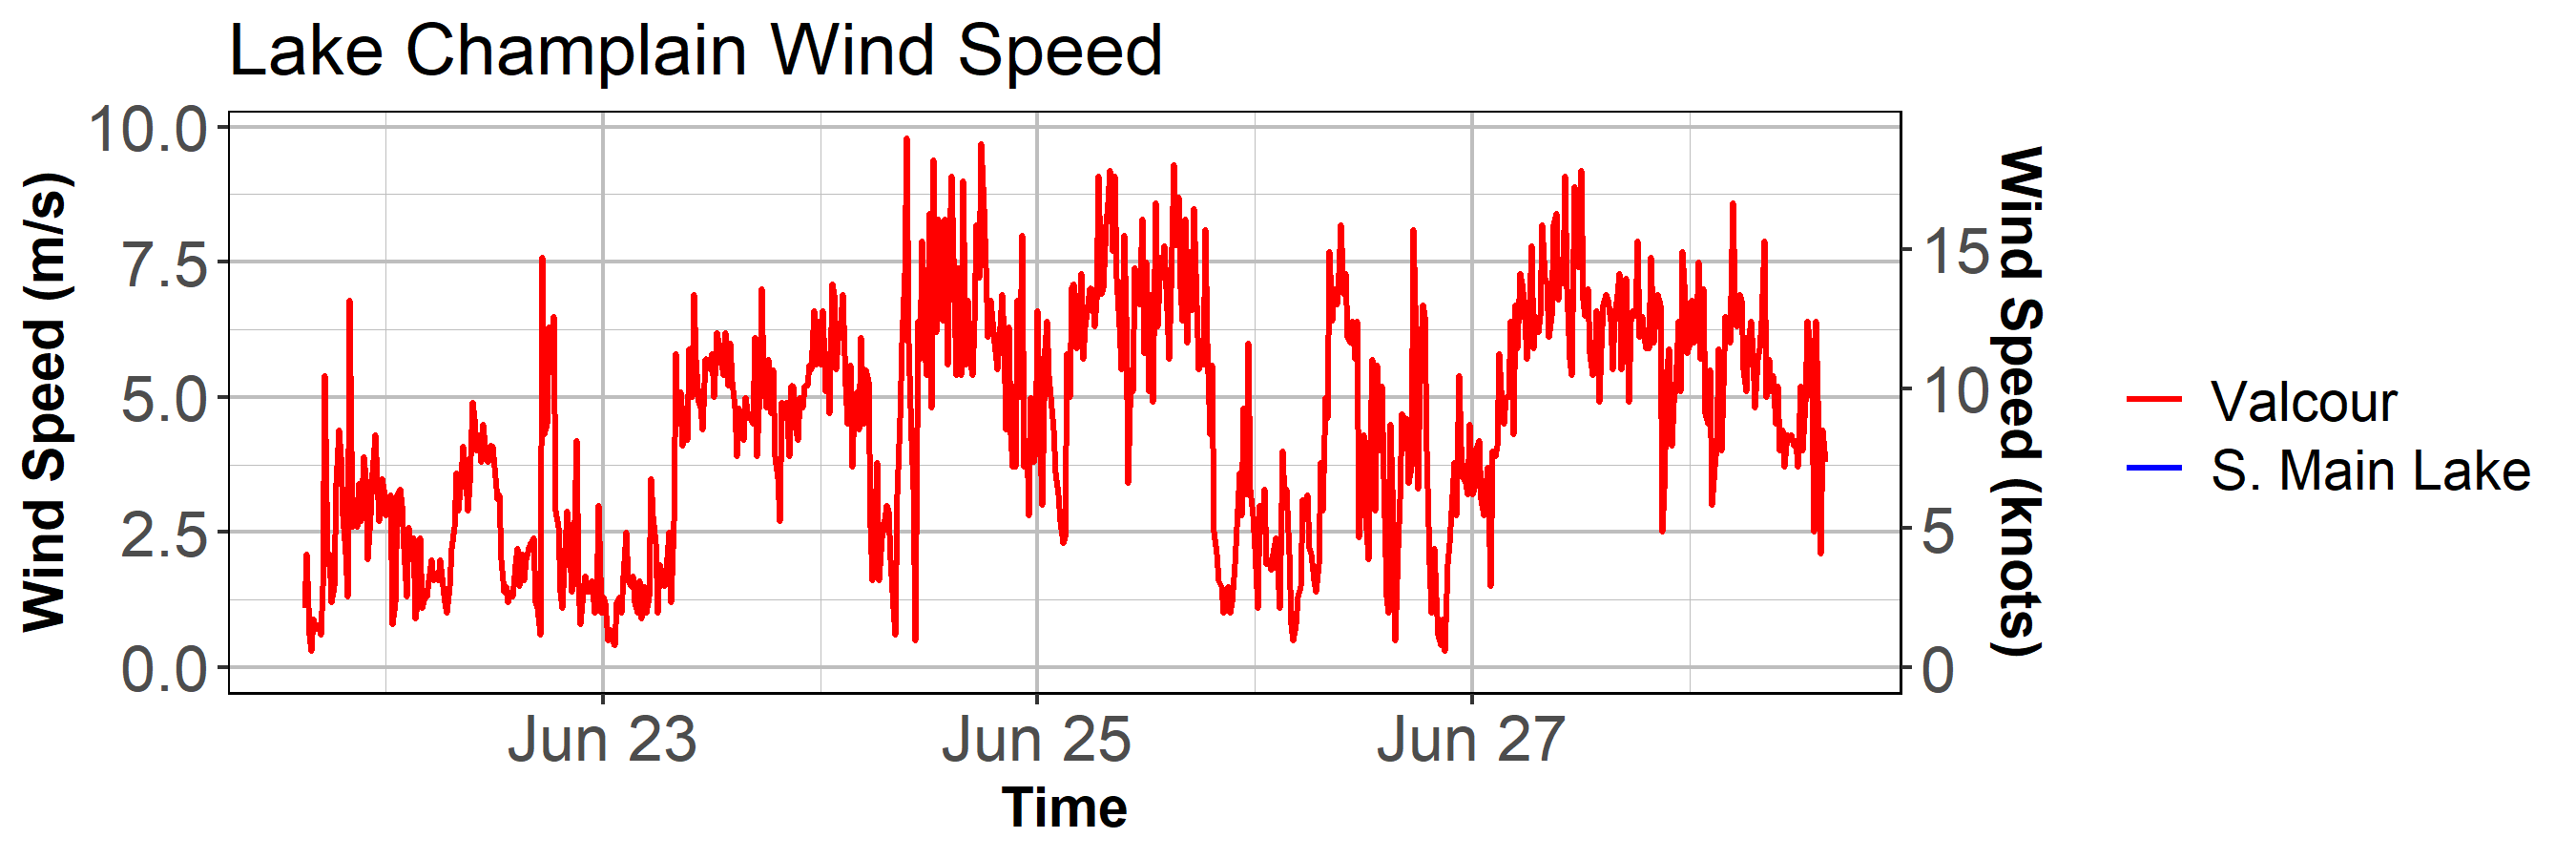 Lake Champlain Wind Speed
Wind Speed (m/s)
10.0
7.5
5.0
2.5
0.0
15
10
5
0
Wind Speed (knots)
Jun 23
Jun 25
Jun 27
Time
Valcour
S. Main Lake